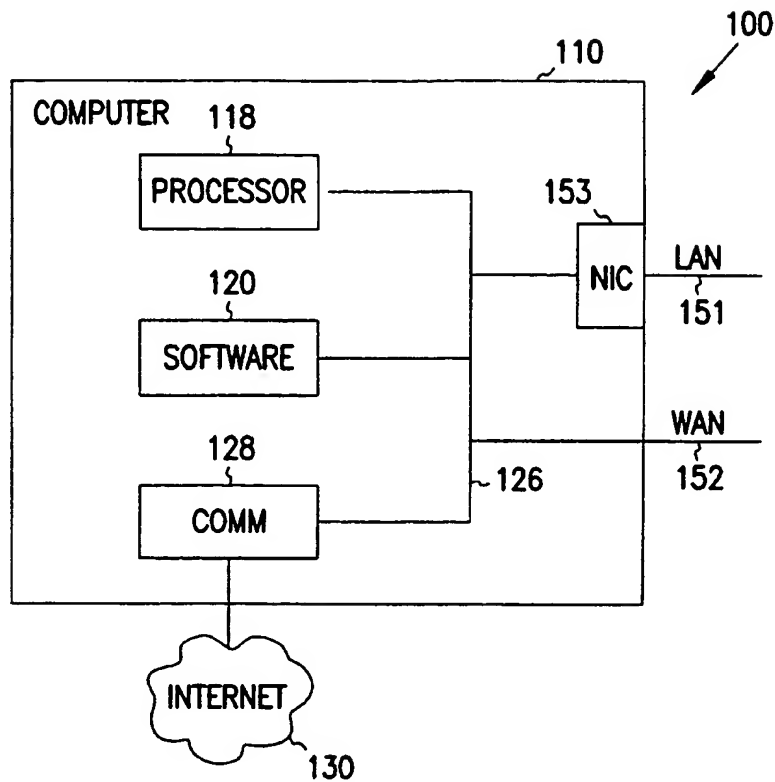 100
110
COMPUTER
118
PROCESSOR
153
NIC
LAN
151
120
SOFTWARE
WAN
152
128
COMM
126
INTERNET
130